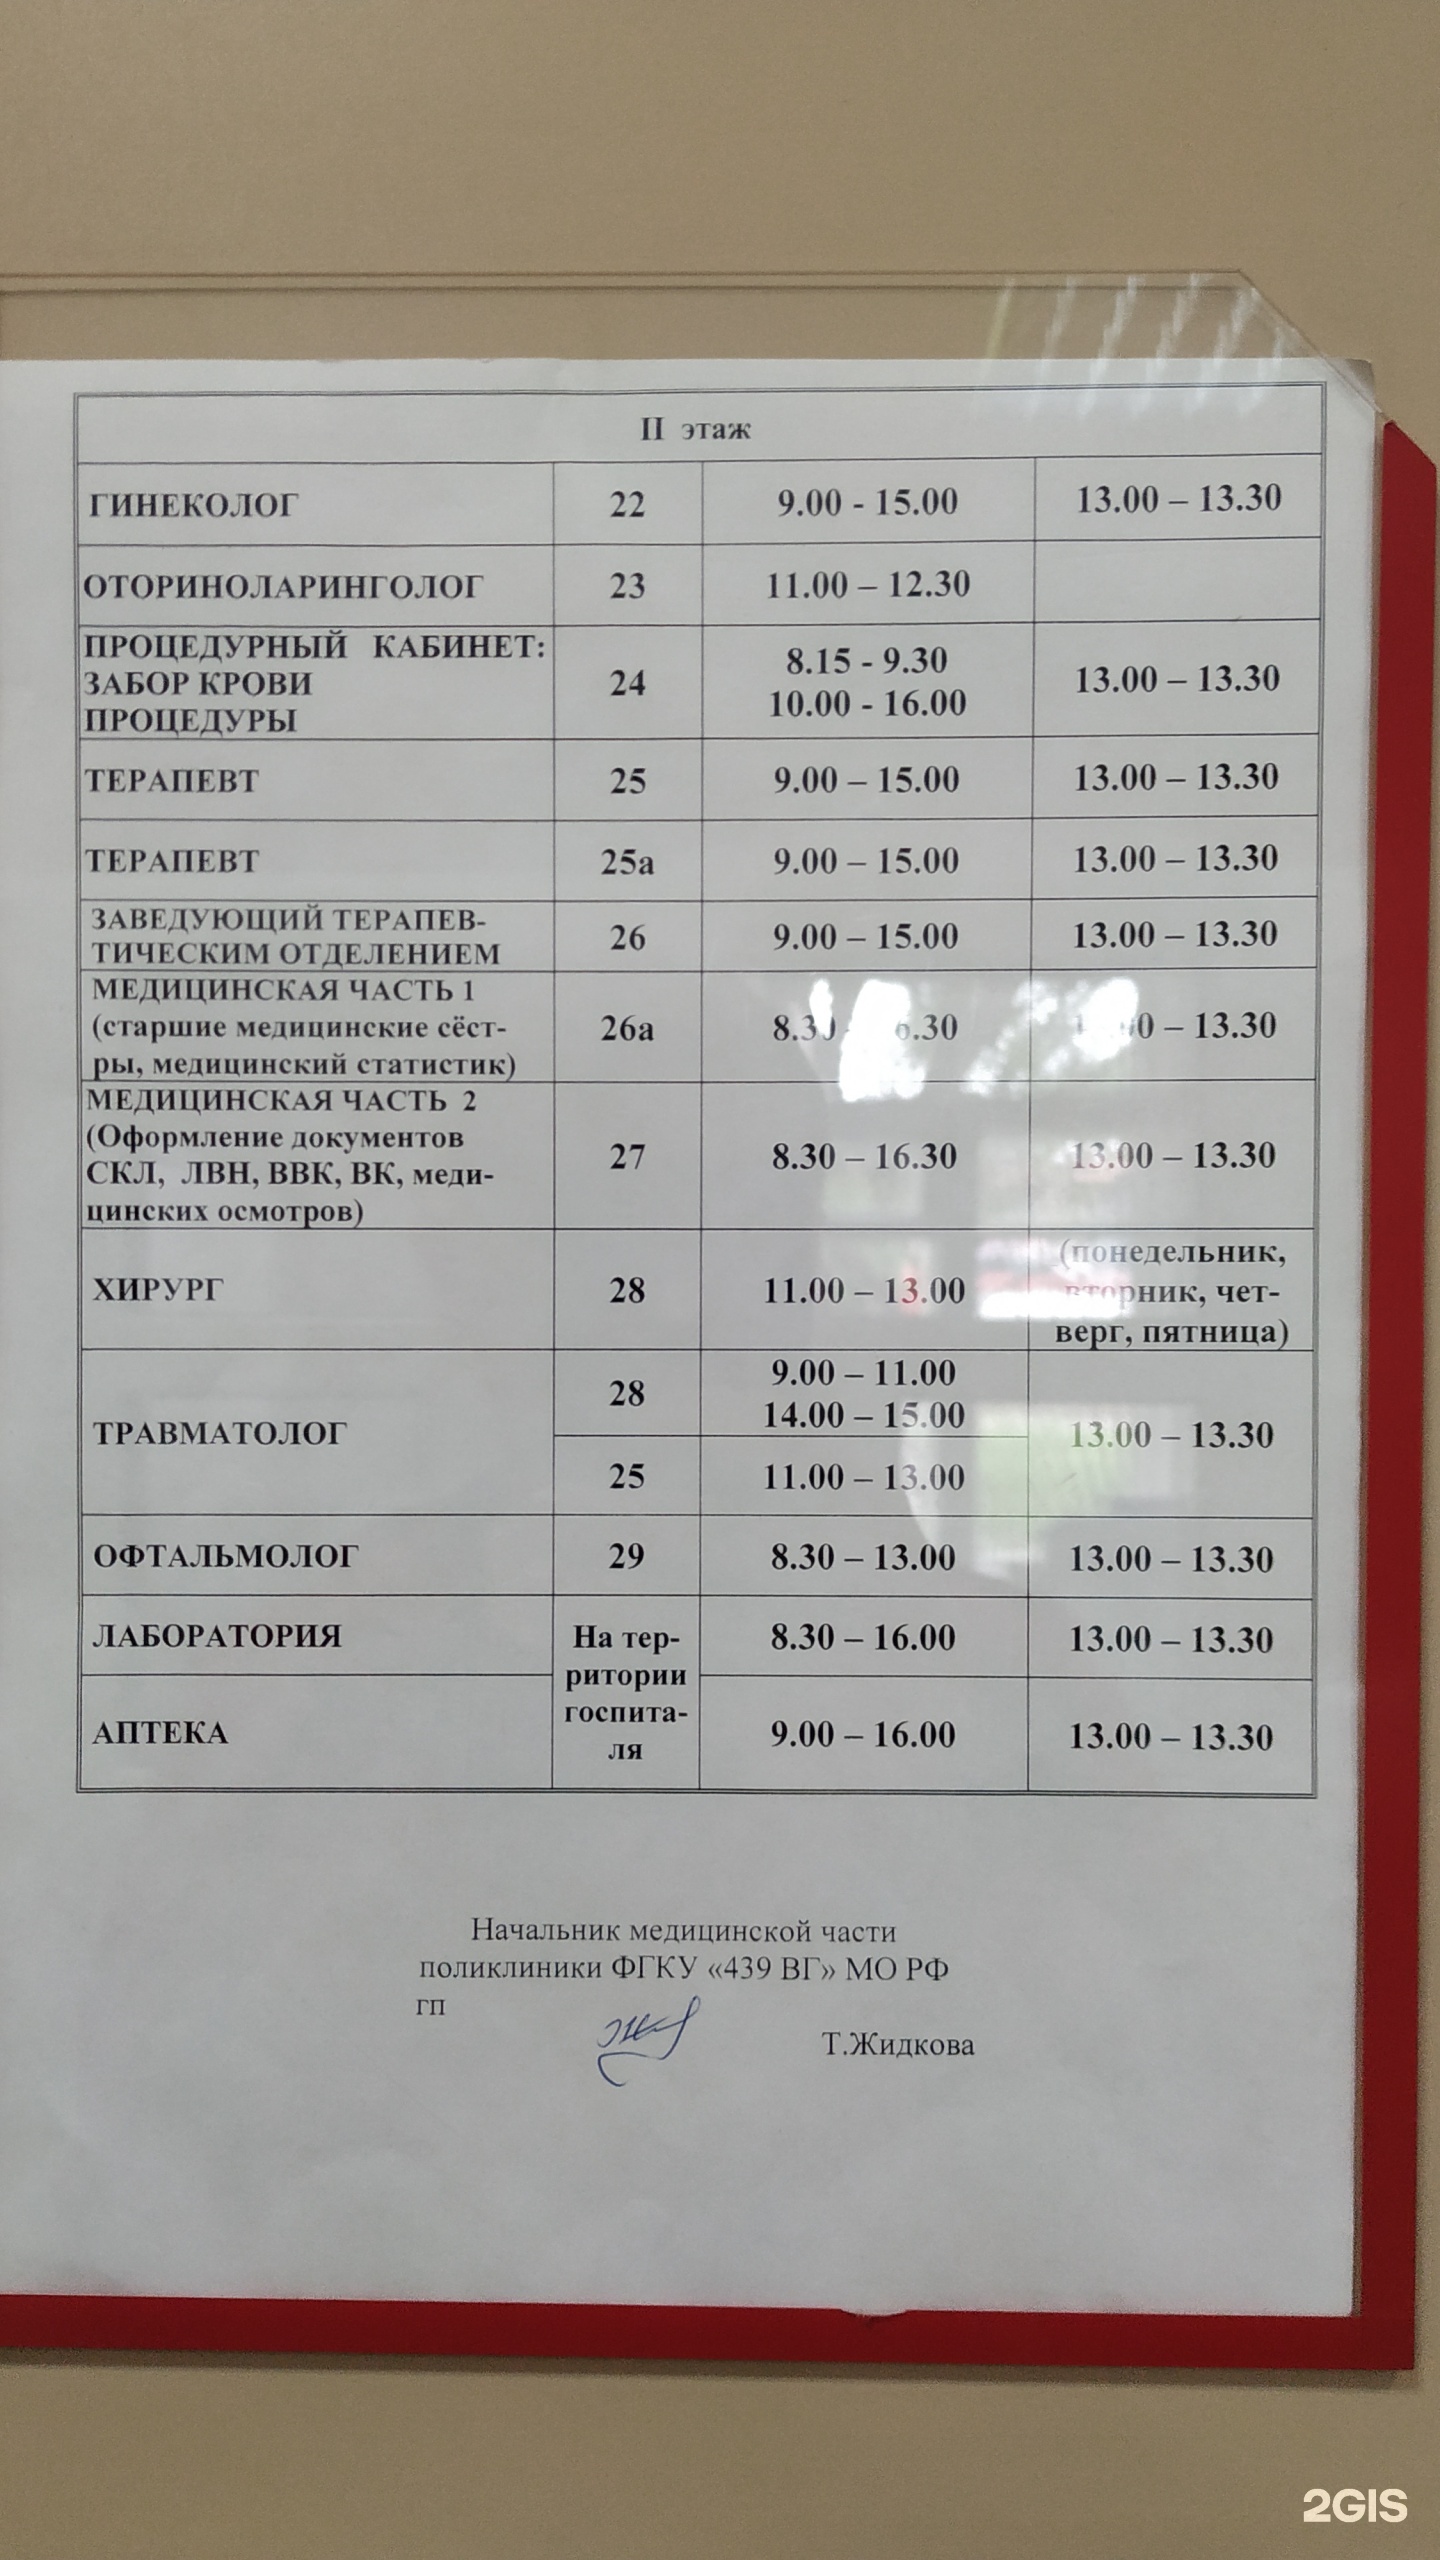 II этаж
ГИНЕКОЛОГ 22 9.00 - 15.00 13.00 – 13.30
ОТОРИНОЛАРИНГОЛОГ 23 11.00 – 12.30
ПРОЦЕДУРНЫЙ КАБИНЕТ:
ЗАБОР КРОВИ
ПРОЦЕДУРЫ
24
8.15 - 9.30
10.00 - 16.00
13.00 – 13.30
ТЕРАПЕВТ 25 9.00 – 15.00 13.00 – 13.30
ТЕРАПЕВТ 25а 9.00 – 15.00 13.00 – 13.30
ЗАВЕДУЮЩИЙ ТЕРАПЕВ-
ТИЧЕСКИМ ОТДЕЛЕНИЕМ
26 9.00 – 15.00 13.00 – 13.30
МЕДИЦИНСКАЯ ЧАСТЬ 1
(старшие медицинские сёст-
ры, медицинский статистик)
26а – 13.30
МЕДИЦИНСКАЯ ЧАСТЬ 2
(Оформление документов
СКЛ, ЛВН, ВВК, ВК, меди-
цинских осмотров)
27 8.30 – 16.30 13.00 – 13.30
ХИРУРГ 28 11.00 – 13.00
(понедельник,
вторник, чет-
верг, пятница)
ТРАВМАТОЛОГ
28
9.00 – 11.00
14.00 – 15.00
25 11.00 – 13.00
13.00 – 13.30
ОФТАЛЬМОЛОГ 29 8.30 – 13.00 13.00 – 13.30
ЛАБОРАТОРИЯ 8.30 – 16.00 13.00 – 13.30
На тер-
ритории
госпита-
ля
АПТЕКА 9.00 – 16.00 13.00 – 13.30
Начальник медицинской части
поликлиники ФГКУ «439 ВГ» МО РФ
гп
Т.Жидкова
2GIS